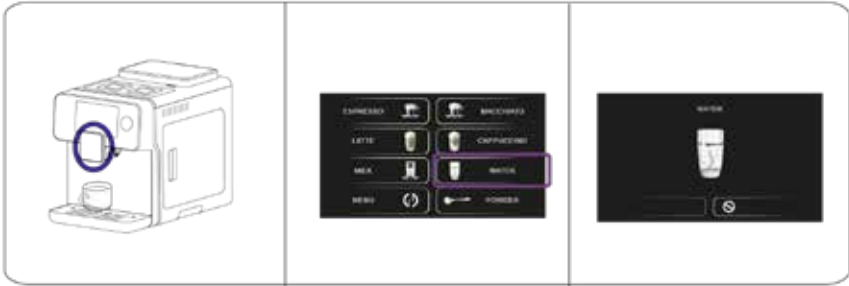 ESPRESSO
MACCHIATO
LATTE
CAPPUCCINO
MILK
WATER
MENU
POWDER
WATER